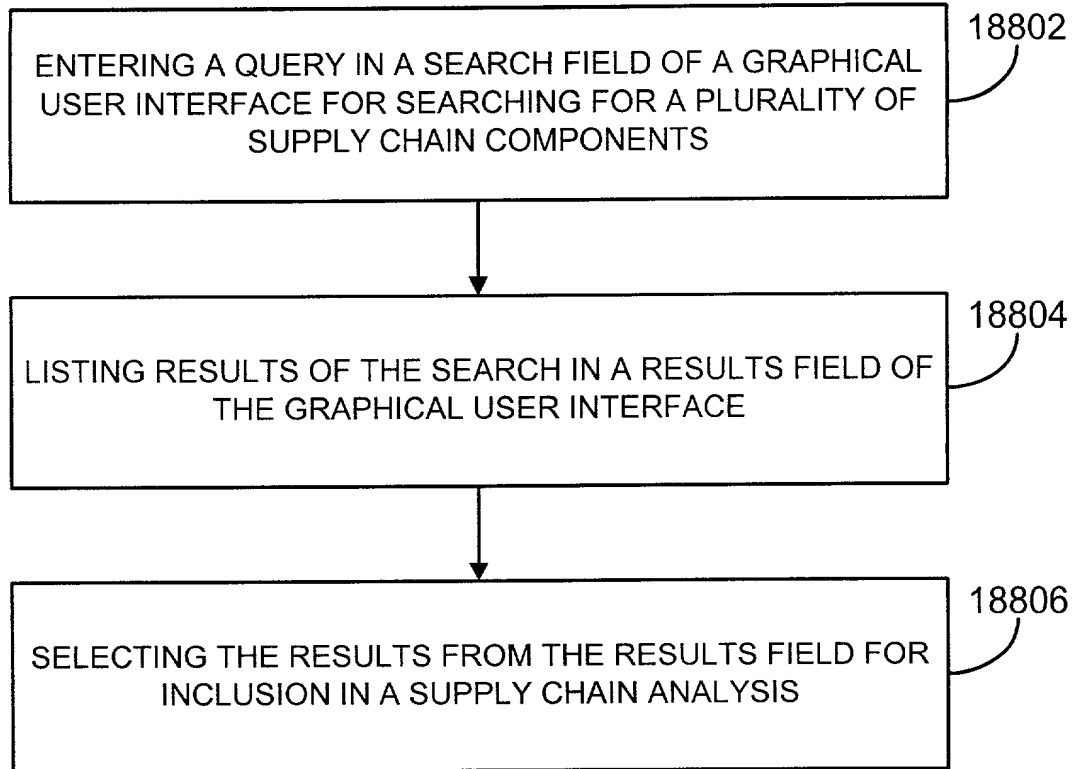 18802
ENTERING A QUERY IN A SEARCH FIELD OF A GRAPHICAL
USER INTERFACE FOR SEARCHING FOR A PLURALITY OF
SUPPLY CHAIN COMPONENTS
18804
LISTING RESULTS OF THE SEARCH IN A RESULTS FIELD OF
THE GRAPHICAL USER INTERFACE
18806
SELECTING THE RESULTS FROM THE RESULTS FIELD FOR
INCLUSION IN A SUPPLY CHAIN ANALYSIS